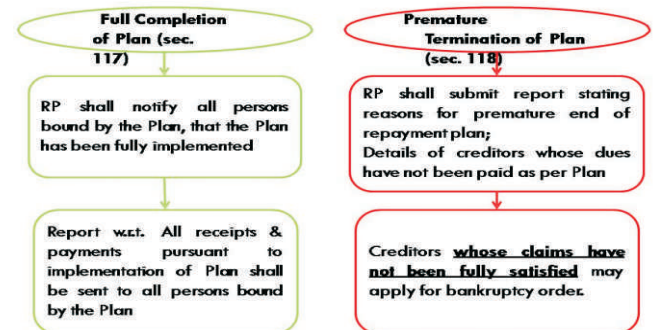 Full Completion
of Plan (sec.
117)
RP shall notify all persons
bound by the Plan, that the Plan
has been fully implemented
Report w.r.t. All receipts &
payments pursuant to
implementation of Plan shall
be sent to all persons bound
by the Plan
Premature
Termination of Plan
(sec. 118)
RP shall submit report stating
reasons for premature end of
repayment plan;
Details of creditors whose dues
have not been paid as per Plan
Creditors whose claims have
not been fully satisfied may
apply for bankruptcy order.